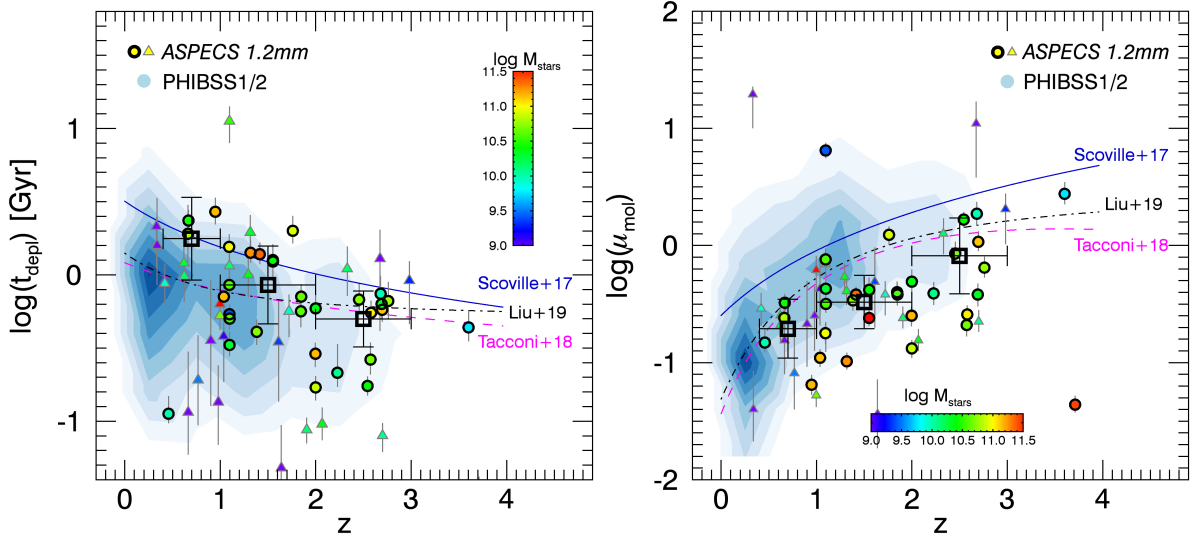 ASPECS 1.2mm
PHIBSS1/2
log M_stars
11.5
11.0
10.5
10.0
9.5
9.0
Scoville+17
Liu+19
Tacconi+18
1
0
-1
log(t_depl) [Gyr]
0 1 2 3 4
z
ASPECS 1.2mm
PHIBSS1/2
Scoville+17
Liu+19
Tacconi+18
log M_stars
9.0 9.5 10.0 10.5 11.0 11.5
2
1
0
-1
-2
log(μ_mol)
0 1 2 3 4
z